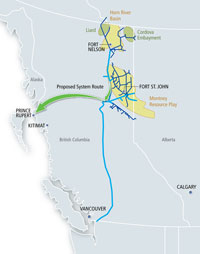 Horn River
Basin
Liard
Cordova
Embayment
FORT
NELSON
Alaska
Proposed System Route
FORT ST. JOHN
PRINCE
RUPERT
Montney
Resource Play
KITIMAT
British Columbia
Alberta
CALGARY
VANCOUVER